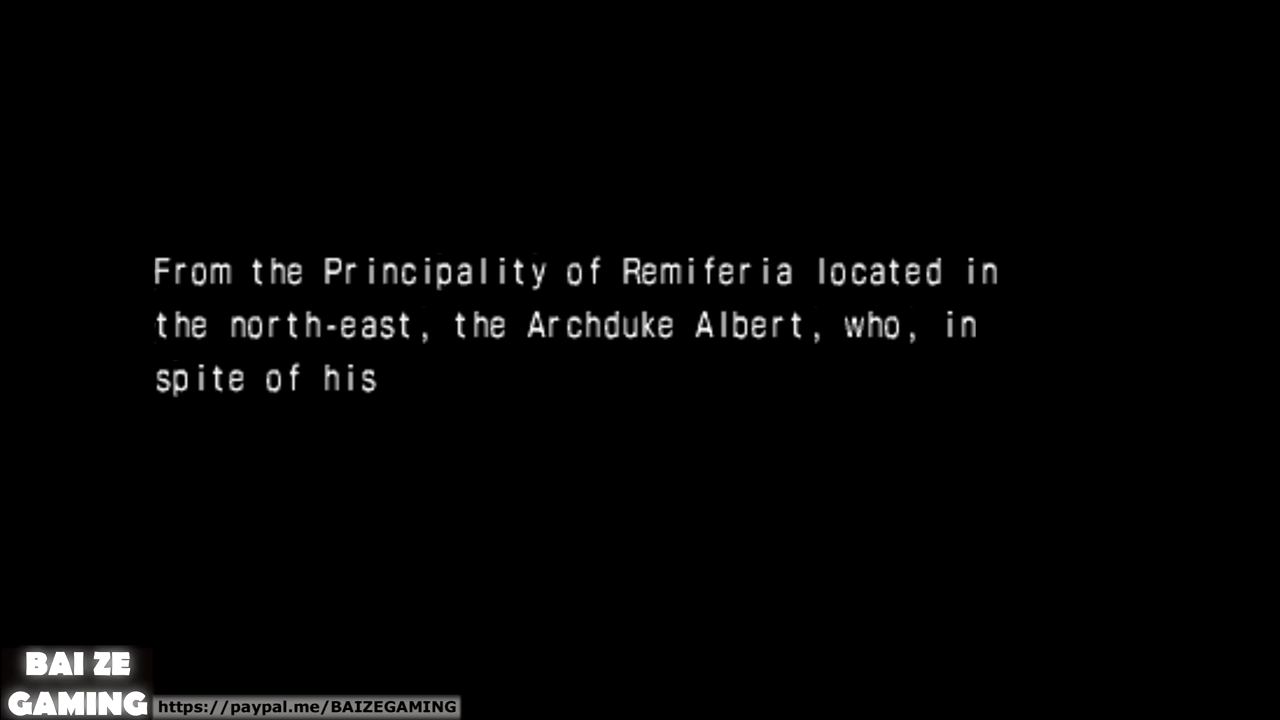 From the Principality of Remiferia located in
the north-east, the Archduke Albert, who, in
spite of his
BAI ZE
GAMING
https://paypal.me/BAIZEGAMING